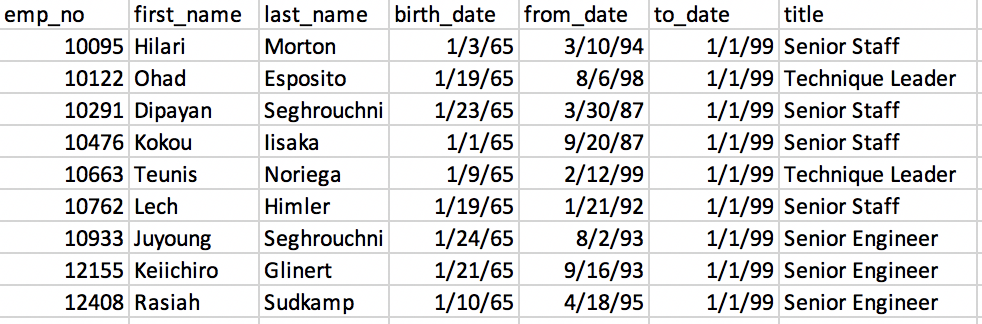 emp_no first_name last_name birth_date from_date to_date title
10095 Hilari Morton 1/3/65 3/10/94 1/1/99 Senior Staff
10122 Ohad Esposito 1/19/65 8/6/98 1/1/99 Technique Leader
10291 Dipayan Seghrouchni 1/23/65 3/30/87 1/1/99 Senior Staff
10476 Kokou Iisaka 1/1/65 9/20/87 1/1/99 Senior Staff
10663 Teunis Noriega 1/9/65 2/12/99 1/1/99 Technique Leader
10762 Lech Himler 1/19/65 1/21/92 1/1/99 Senior Staff
10933 Juyoung Seghrouchni 1/24/65 8/2/93 1/1/99 Senior Engineer
12155 Keiichiro Glinert 1/21/65 9/16/93 1/1/99 Senior Engineer
12408 Rasiah Sudkamp 1/10/65 4/18/95 1/1/99 Senior Engineer